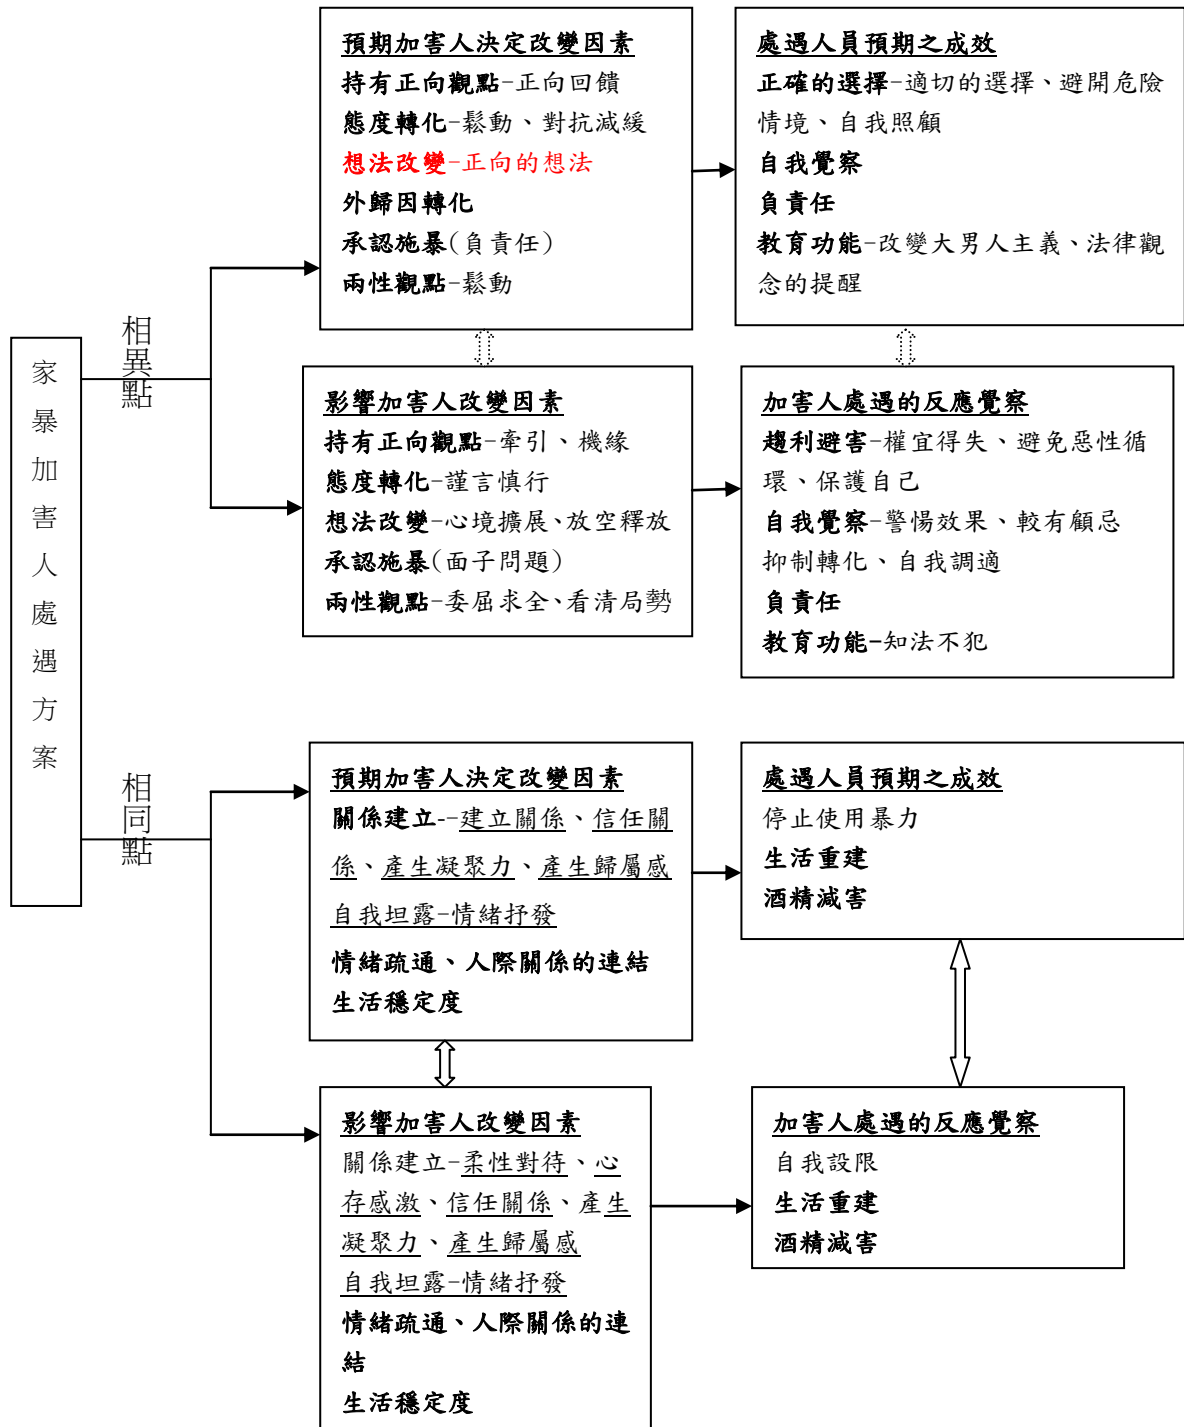 家暴加害人處遇方案
相異點
預期加害人決定改變因素
持有正向觀點-正向回饋
態度轉化-鬆動、對抗減緩
想法改變-正向的想法
外歸因轉化
承認施暴(負責任)
兩性觀點-鬆動
處遇人員預期之成效
正確的選擇-適切的選擇、避開危險
情境、自我照顧
自我覺察
負責任
教育功能-改變大男人主義、法律觀
念的提醒
影響加害人改變因素
持有正向觀點-牽引、機緣
態度轉化-謹言慎行
想法改變-心境擴展、放空釋放
承認施暴(面子問題)
兩性觀點-委屈求全、看清局勢
加害人處遇的反應覺察
趨利避害-權宜得失、避免惡性循
環、保護自己
自我覺察-警惕效果、較有顧忌
抑制轉化、自我調適
負責任
教育功能-知法不犯
相同點
預期加害人決定改變因素
關係建立--建立關係、信任關
係、產生凝聚力、產生歸屬感
自我坦露-情緒抒發
情緒疏通、人際關係的連結
生活穩定度
處遇人員預期之成效
停止使用暴力
生活重建
酒精減害
影響加害人改變因素
關係建立-柔性對待、心
存感激、信任關係、產生
凝聚力、產生歸屬感
自我坦露-情緒抒發
情緒疏通、人際關係的連
結
生活穩定度
加害人處遇的反應覺察
自我設限
生活重建
酒精減害